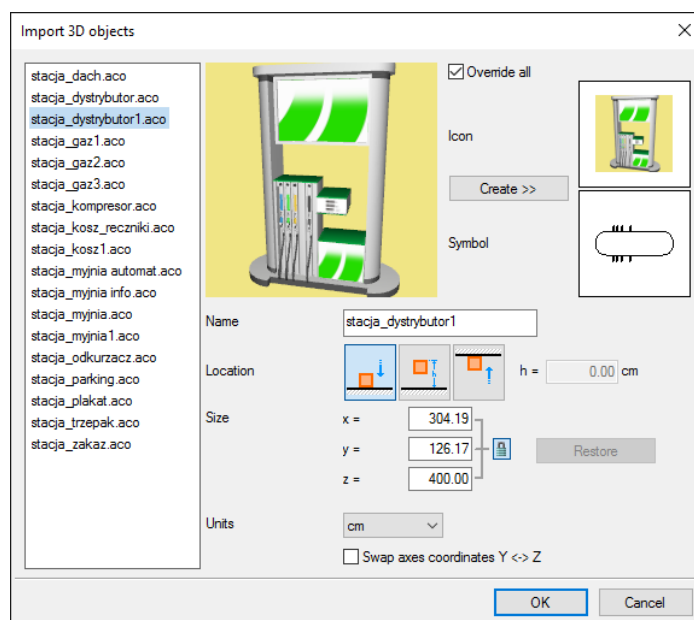 Import 3D objects
stacja_dach.aco
stacja_dystrybutor.aco
stacja_dystrybutor1.aco
stacja_gaz1.aco
stacja_gaz2.aco
stacja_gaz3.aco
stacja_kompresor.aco
stacja_kosz_reczniki.aco
stacja_kosz1.aco
stacja_myjnia automat.aco
stacja_myjnia info.aco
stacja_myjnia.aco
stacja_myjnia1.aco
stacja_odkurzacz.aco
stacja_parking.aco
stacja_plakat.aco
stacja_trzepak.aco
stacja_zakaz.aco
Override all
Icon
Create >>
Symbol
Name stacja_dystrybutor1
Location h h = 0.00 cm
Size x = 304.19
y = 126.17 Restore
z = 400.00
Units cm
Swap axes coordinates Y <-> Z
OK Cancel